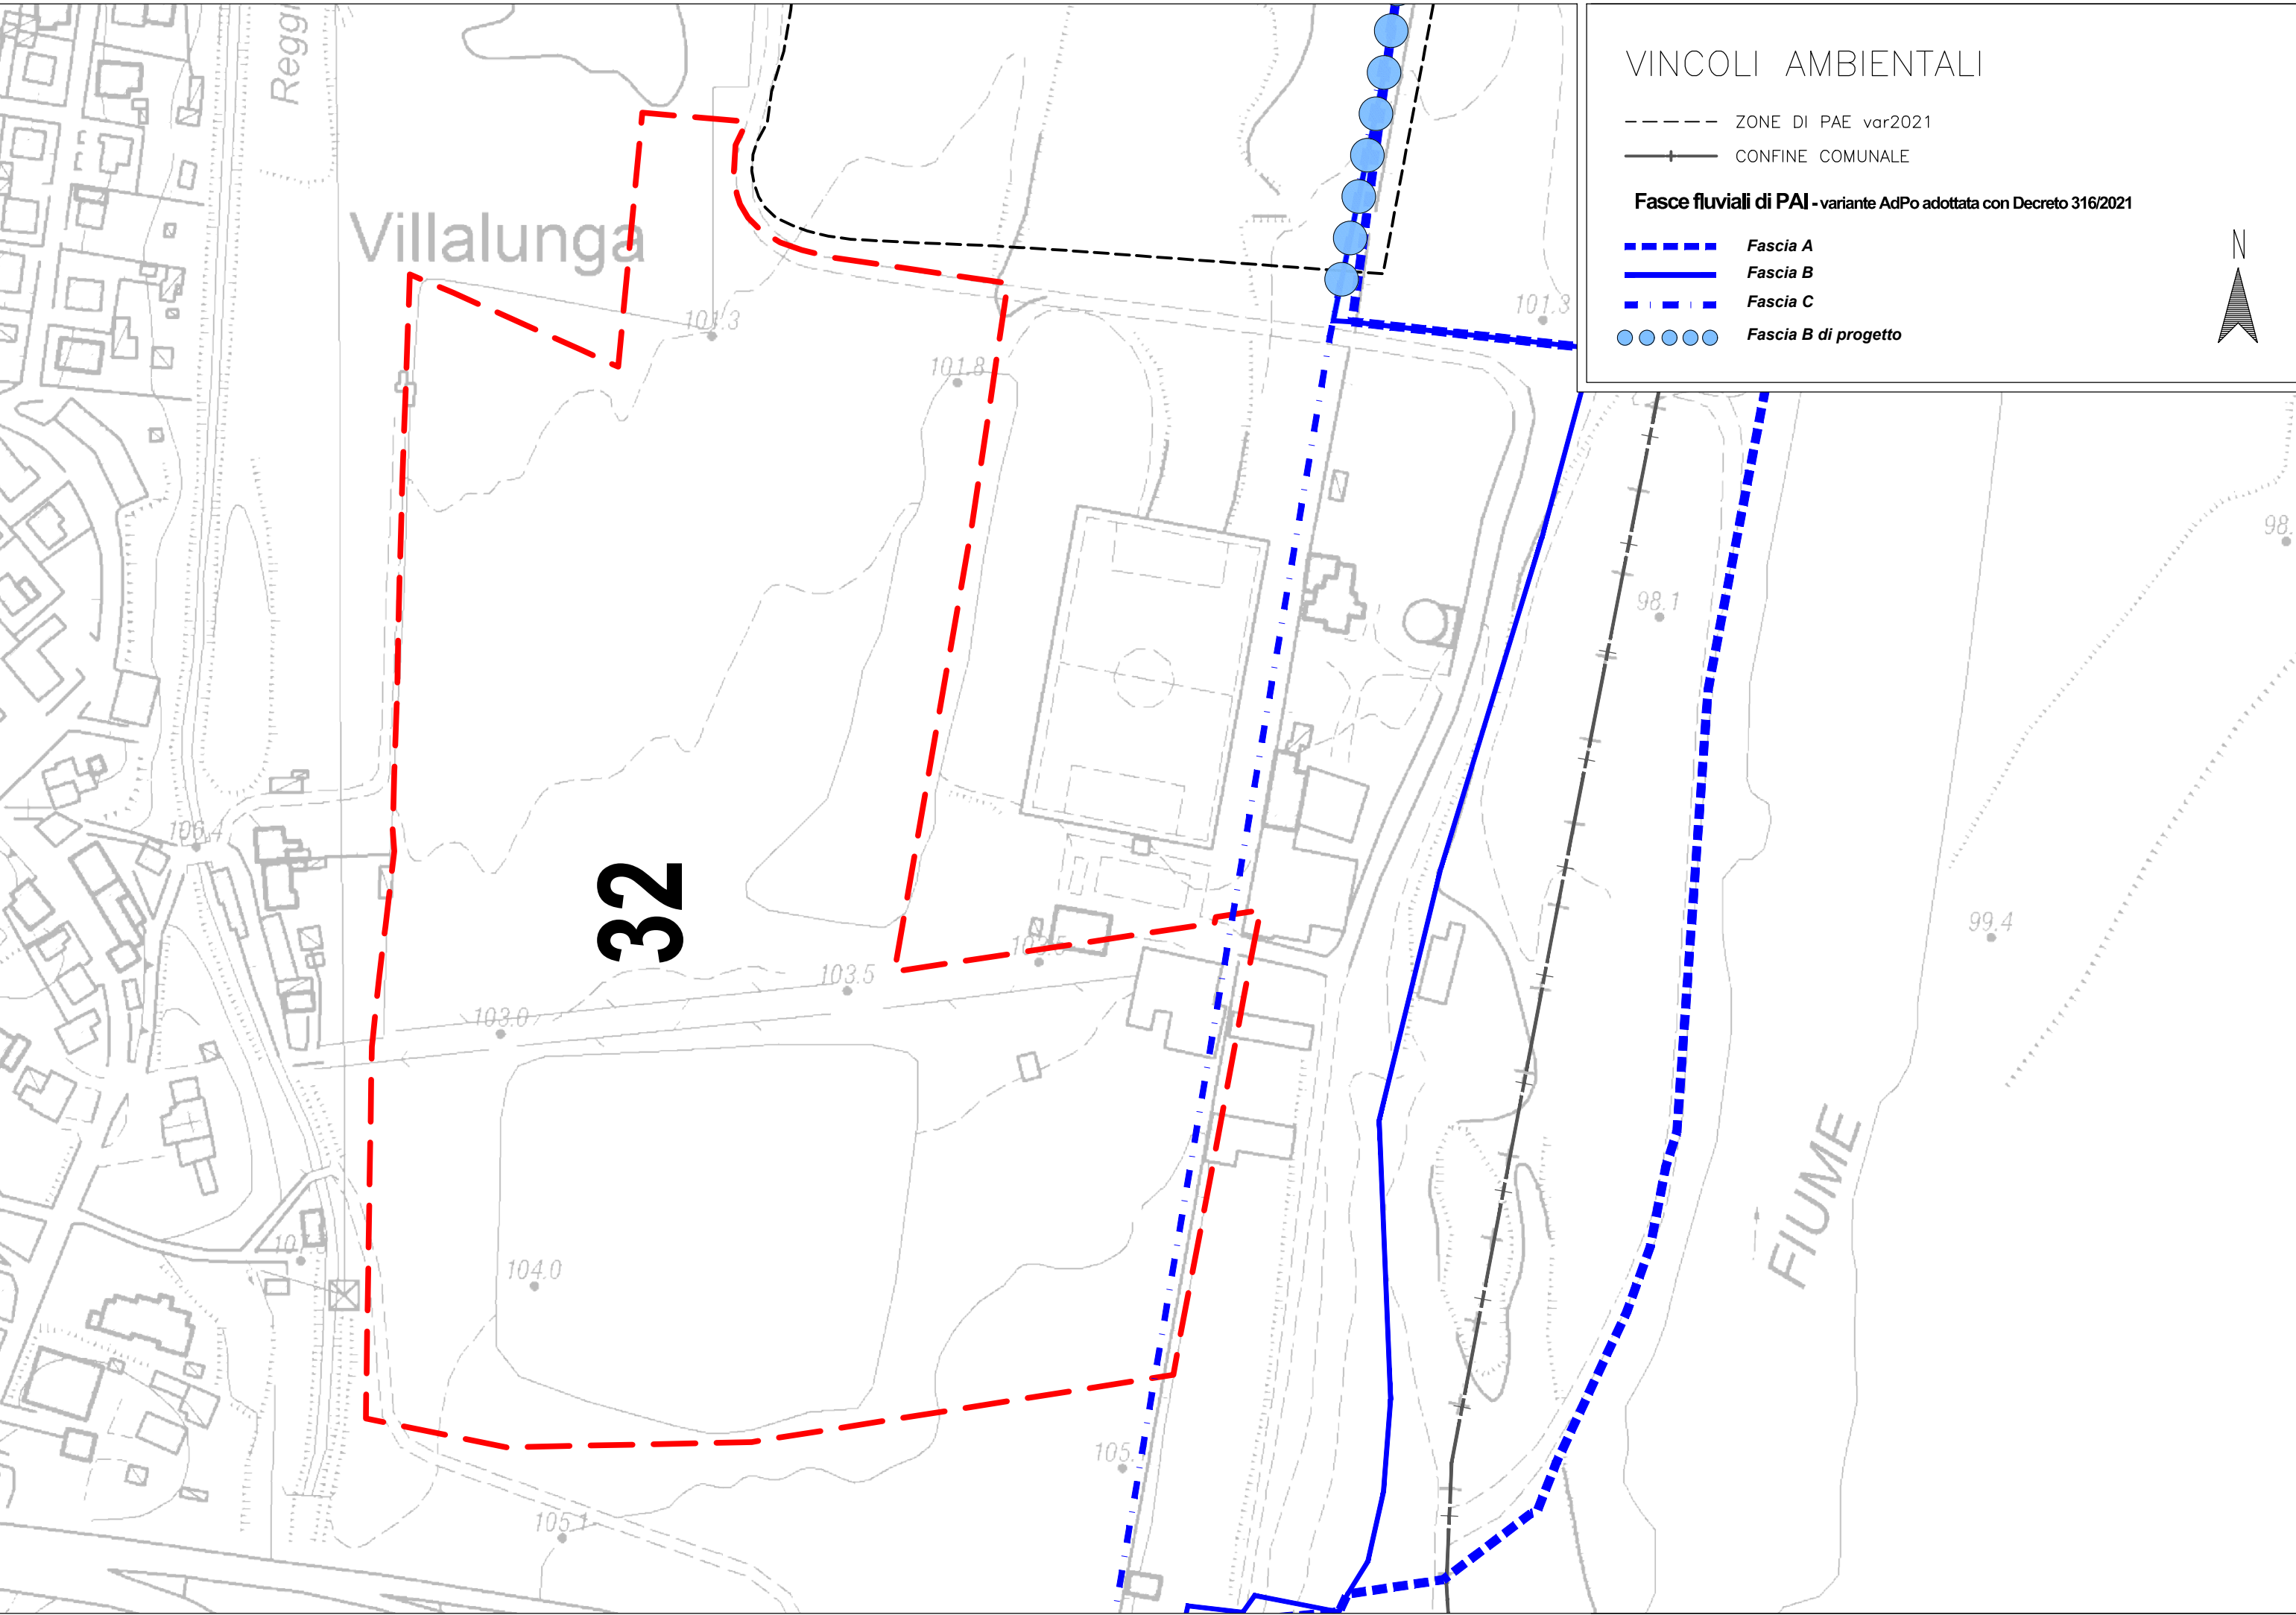 VINCOLI AMBIENTALI
ZONE DI PAE var2021
CONFINE COMUNALE
Fasce fluviali di PAI - variante AdPo adottata con Decreto 316/2021
Fascia A
Fascia B
Fascia C
Fascia B di progetto
N
Villalunga
101.3
101.3
101.8
98.1
106.4
32
99.4
103.5
103.0
FIUME
104.0
105.1